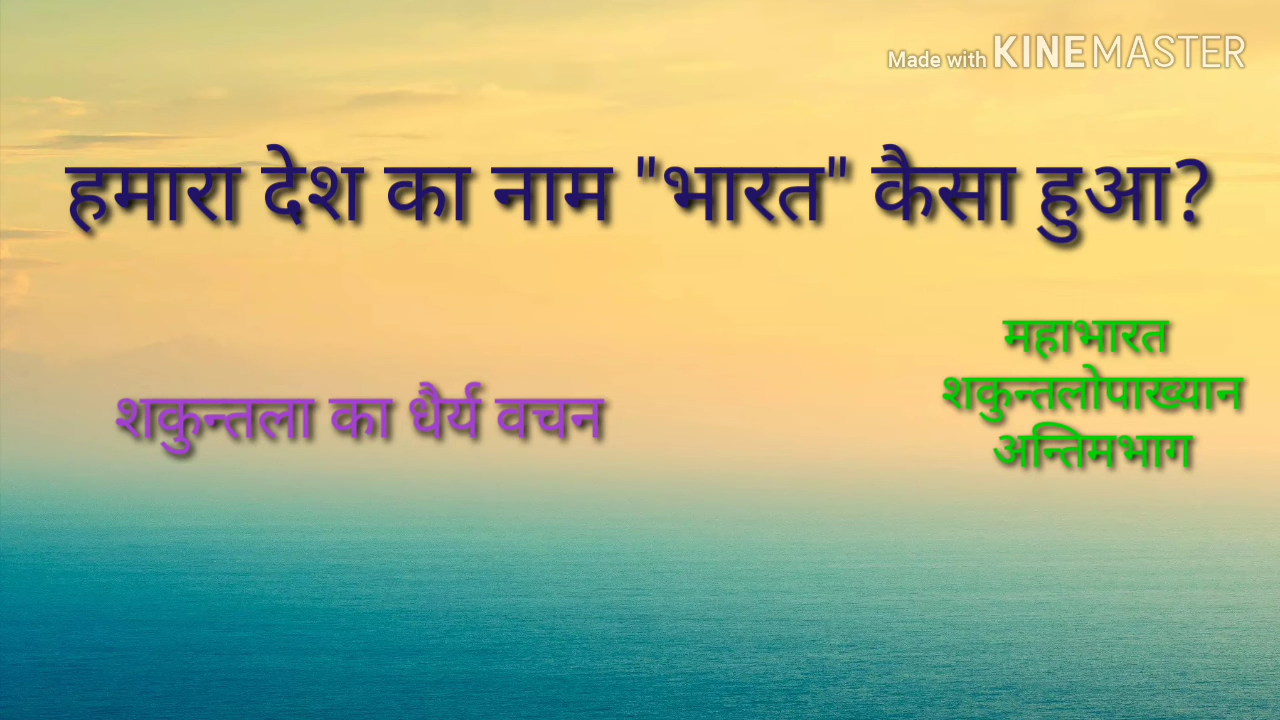 Made with KINEMASTER
हमारा देश का नाम "भारत" कैसा हुआ?
महाभारत
शकुन्तलोपाख्यान
अन्तिमभाग
शकुन्तला का धैर्य वचन